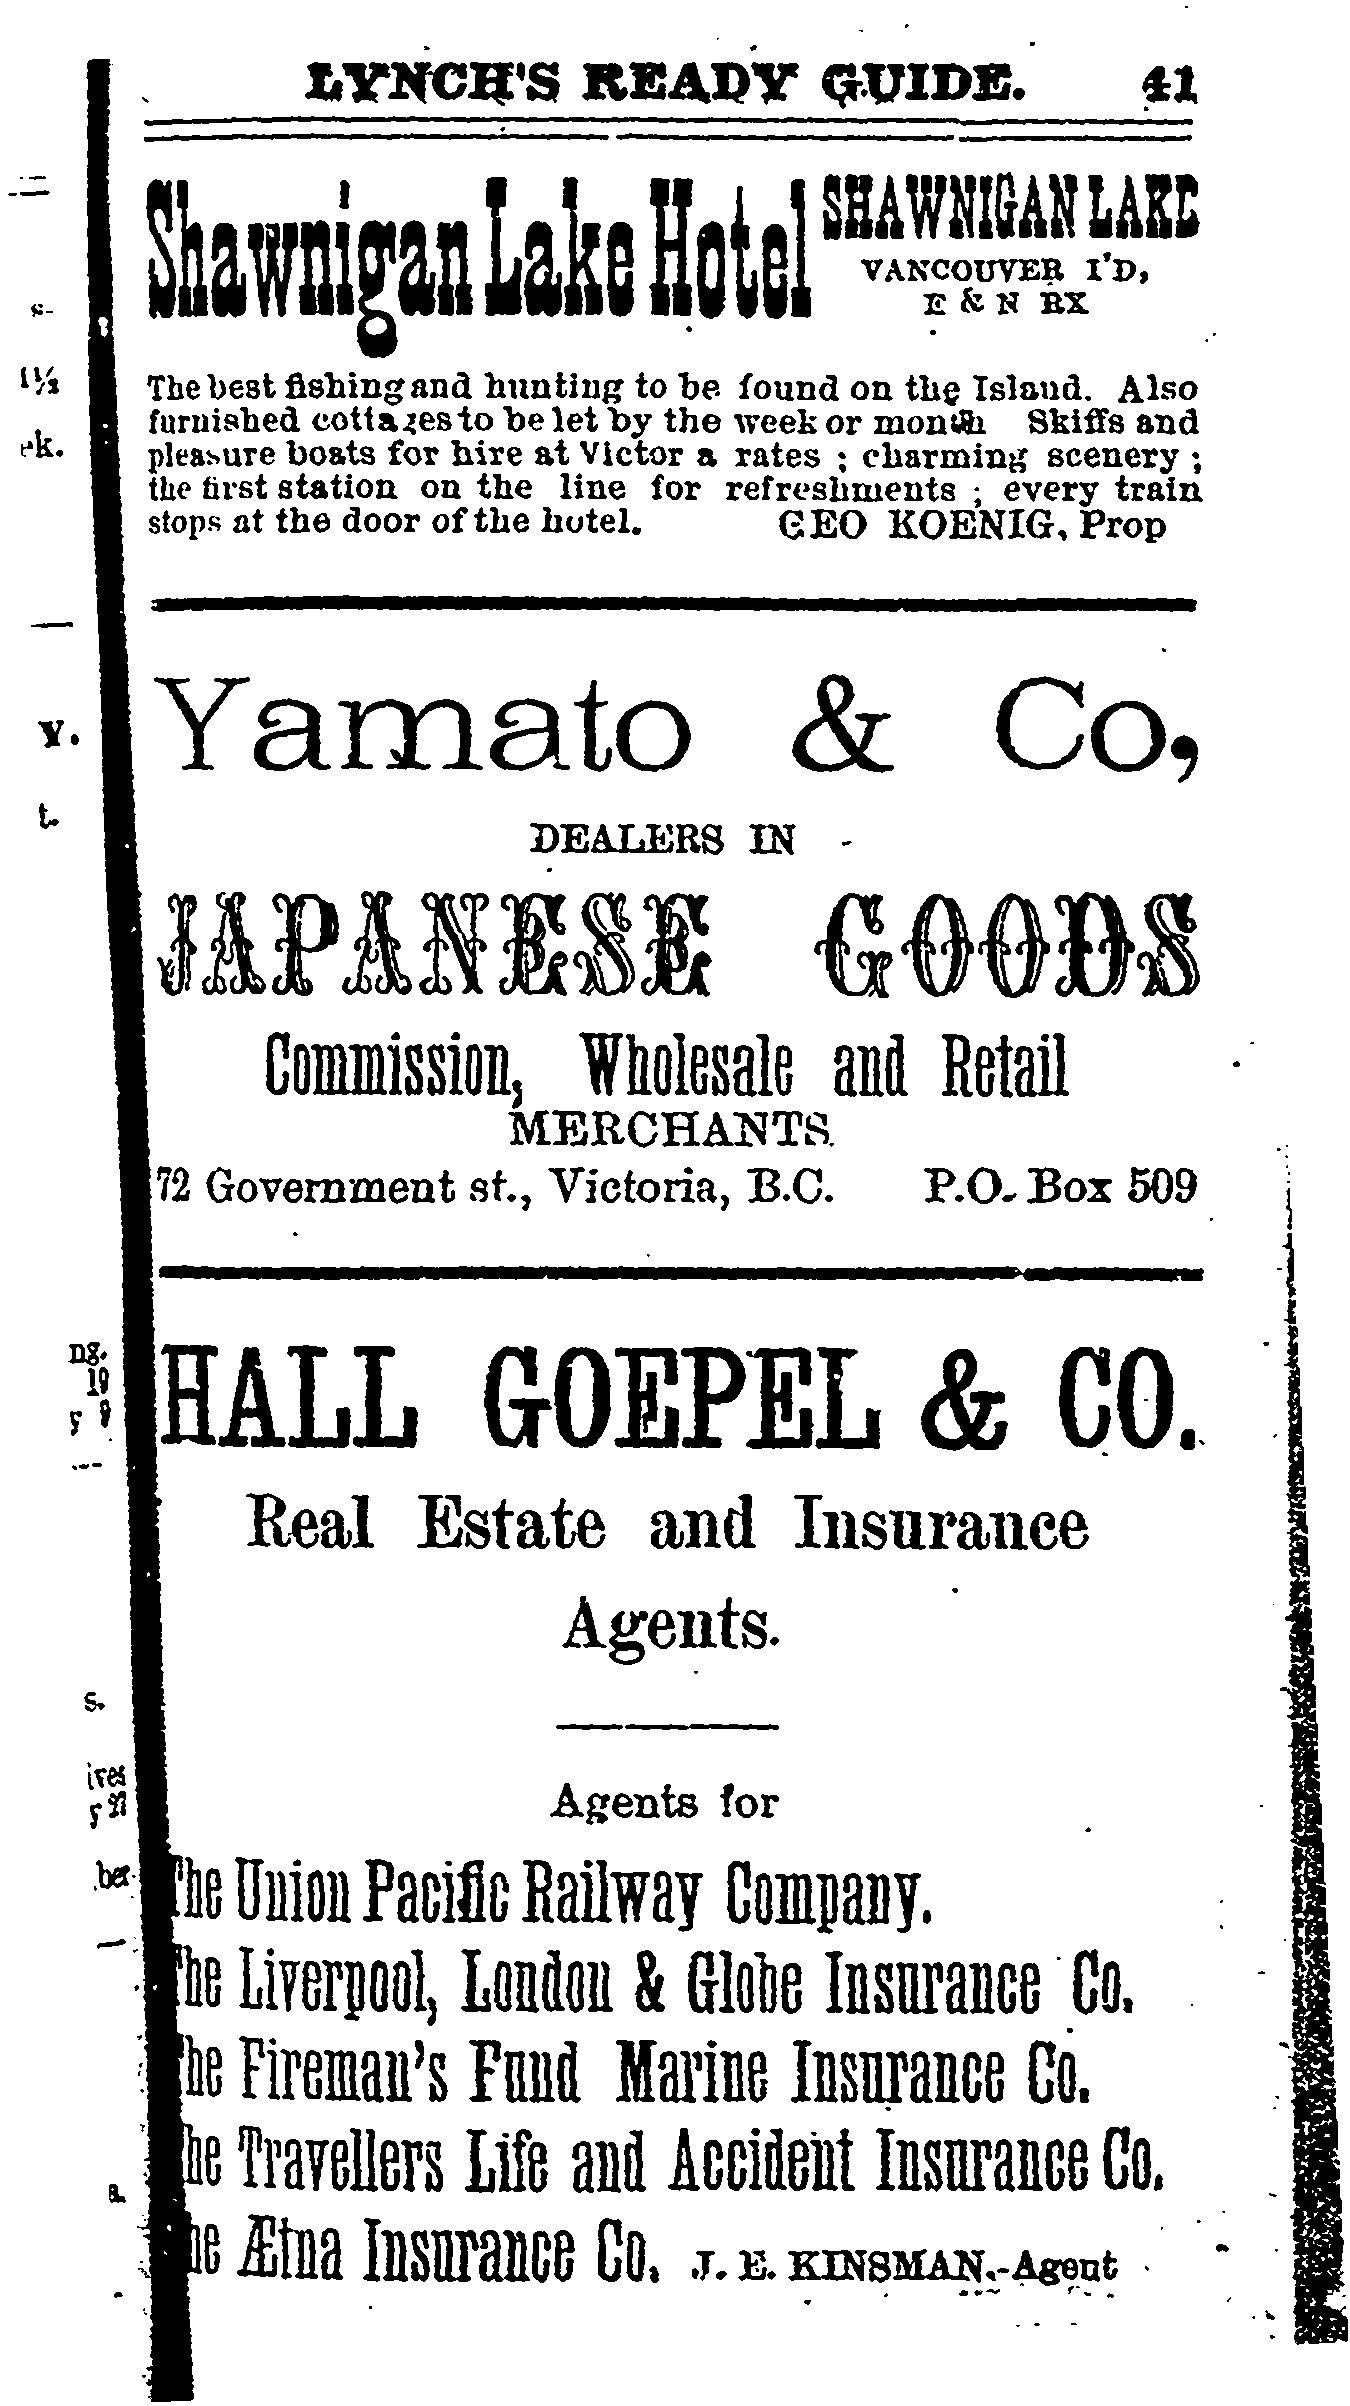 LYNCH'S READY GUIDE. 41
Shawnigan Lake Hotel
SHAWNIGAN LAKE
VANCOUVER I'D,
E & N RX
The best fishing and hunting to be found on the Island. Also
furnished cottages to be let by the week or month Skiffs and
pleasure boats for hire at Victor a rates ; charming scenery ;
the first station on the line for refreshments ; every train
stops at the door of the hotel. GEO KOENIG, Prop
Yamato & Co,
DEALERS IN
JAPANESE GOODS
Commission, Wholesale and Retail
MERCHANTS.
72 Government st., Victoria, B.C. P.O. Box 509
HALL GOEPEL & CO.
Real Estate and Insurance
Agents.
Agents for
The Union Pacific Railway Company.
The Liverpool, London & Globe Insurance Co.
The Fireman's Fund Marine Insurance Co.
The Travellers Life and Accident Insurance Co.
The Ætna Insurance Co. J. E. KINSMAN,-Agent